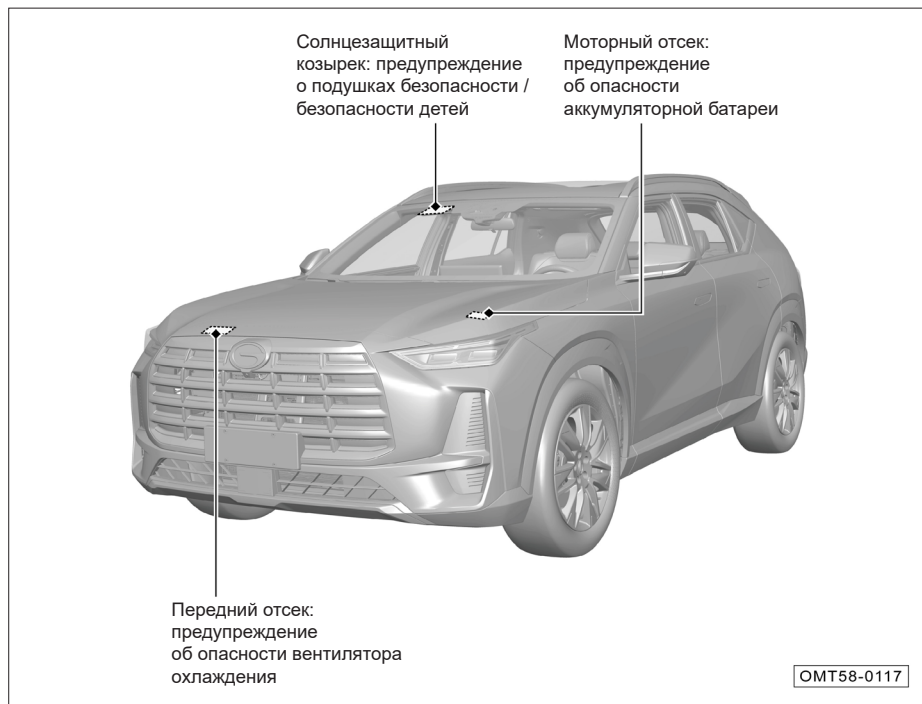 Солнцезащитный
козырек: предупреждение
о подушках безопасности /
безопасности детей
Моторный отсек:
предупреждение
об опасности
аккумуляторной батареи
Передний отсек:
предупреждение
об опасности вентилятора
охлаждения
OMT58-0117